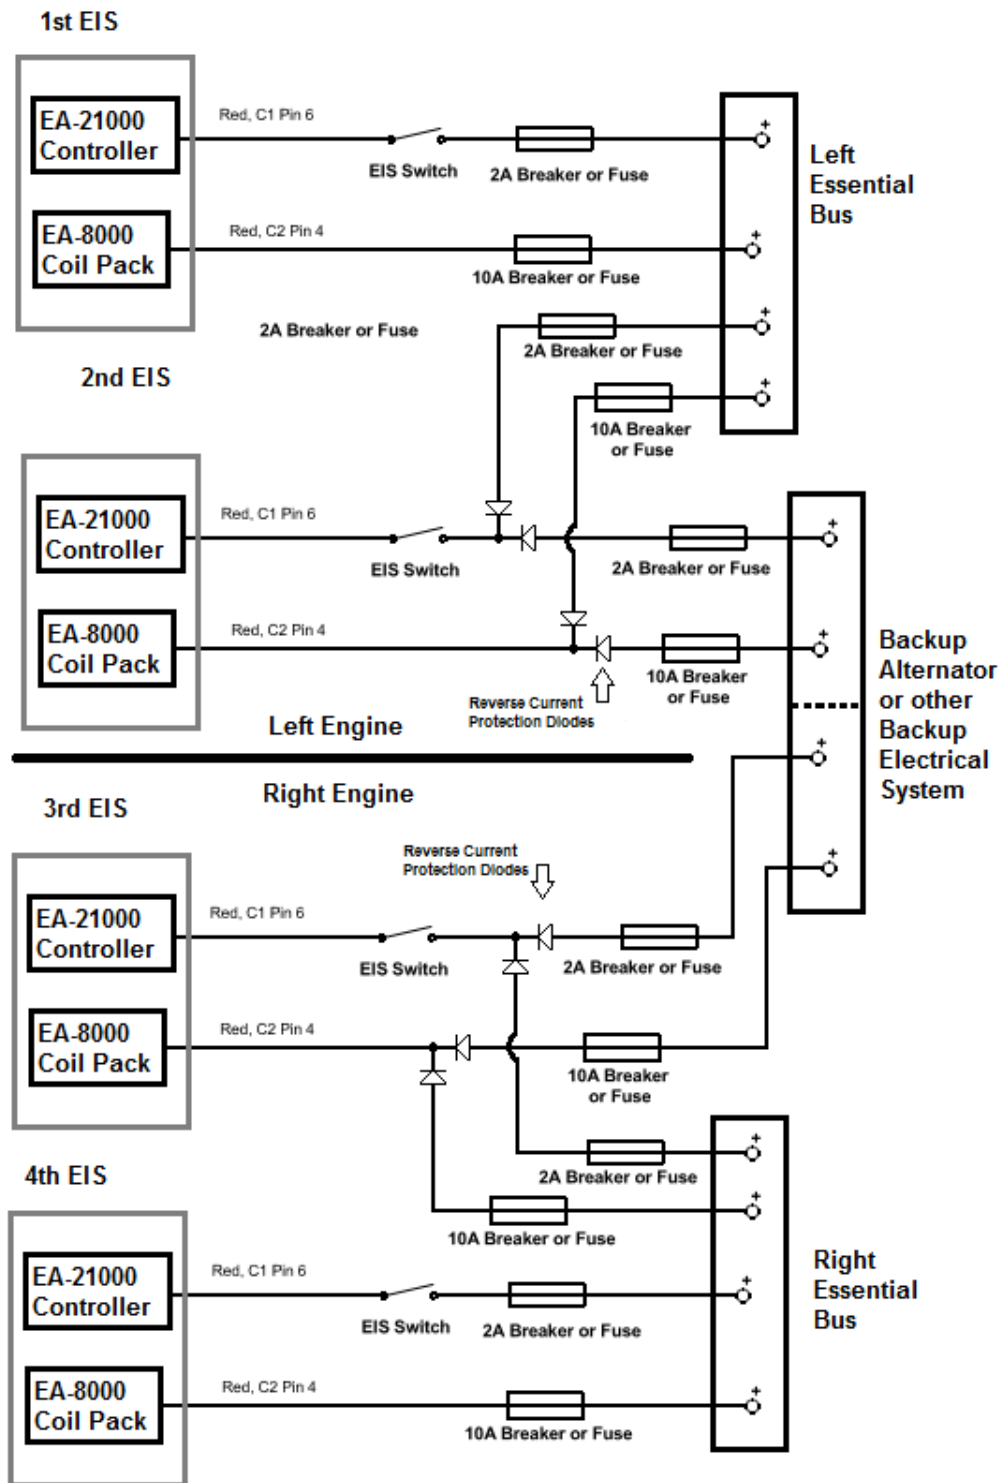 1st EIS
EA-21000
Controller
Red, C1 Pin 6
EIS Switch
2A Breaker or Fuse
+
Left
Essential
Bus
EA-8000
Coil Pack
Red, C2 Pin 4
10A Breaker or Fuse
+
2A Breaker or Fuse
2A Breaker or Fuse
+
2nd EIS
10A Breaker
or Fuse
+
EA-21000
Controller
Red, C1 Pin 6
EIS Switch
2A Breaker or Fuse
+
EA-8000
Coil Pack
Red, C2 Pin 4
10A Breaker
or Fuse
+
Reverse Current
Protection Diodes
Backup
Alternator
or other
Backup
Electrical
System
Left Engine
Right Engine
+
+
3rd EIS
Reverse Current
Protection Diodes
EA-21000
Controller
Red, C1 Pin 6
EIS Switch
2A Breaker or Fuse
EA-8000
Coil Pack
Red, C2 Pin 4
10A Breaker
or Fuse
2A Breaker or Fuse
+
4th EIS
10A Breaker or Fuse
+
EA-21000
Controller
Red, C1 Pin 6
EIS Switch
2A Breaker or Fuse
+
Right
Essential
Bus
EA-8000
Coil Pack
Red, C2 Pin 4
10A Breaker or Fuse
+